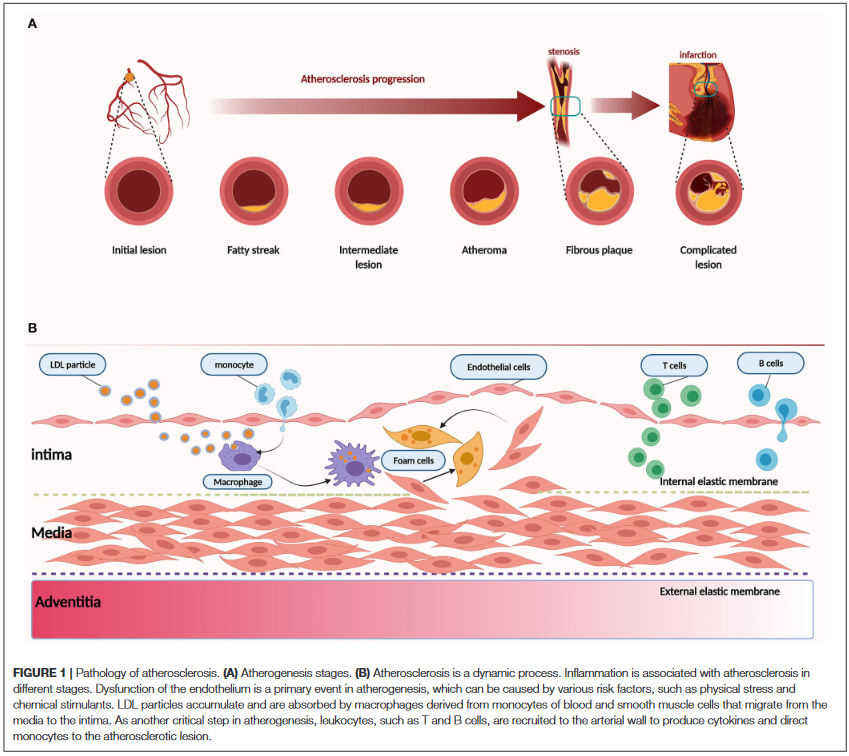 A
stenosis
infarction
Atherosclerosis progression
Initial lesion
Fatty streak
Intermediate
lesion
Atheroma
Fibrous plaque
Complicated
lesion
B
LDL particle
monocyte
Endothelial cells
T cells
B cells
intima
Foam cells
Macrophage
Internal elastic membrane
Media
External elastic membrane
Adventitia
FIGURE 1 | Pathology of atherosclerosis. (A) Atherogenesis stages. (B) Atherosclerosis is a dynamic process. Inflammation is associated with atherosclerosis in
different stages. Dysfunction of the endothelium is a primary event in atherogenesis, which can be caused by various risk factors, such as physical stress and
chemical stimulants. LDL particles accumulate and are absorbed by macrophages derived from monocytes of blood and smooth muscle cells that migrate from the
media to the intima. As another critical step in atherogenesis, leukocytes, such as T and B cells, are recruited to the arterial wall to produce cytokines and direct
monocytes to the atherosclerotic lesion.